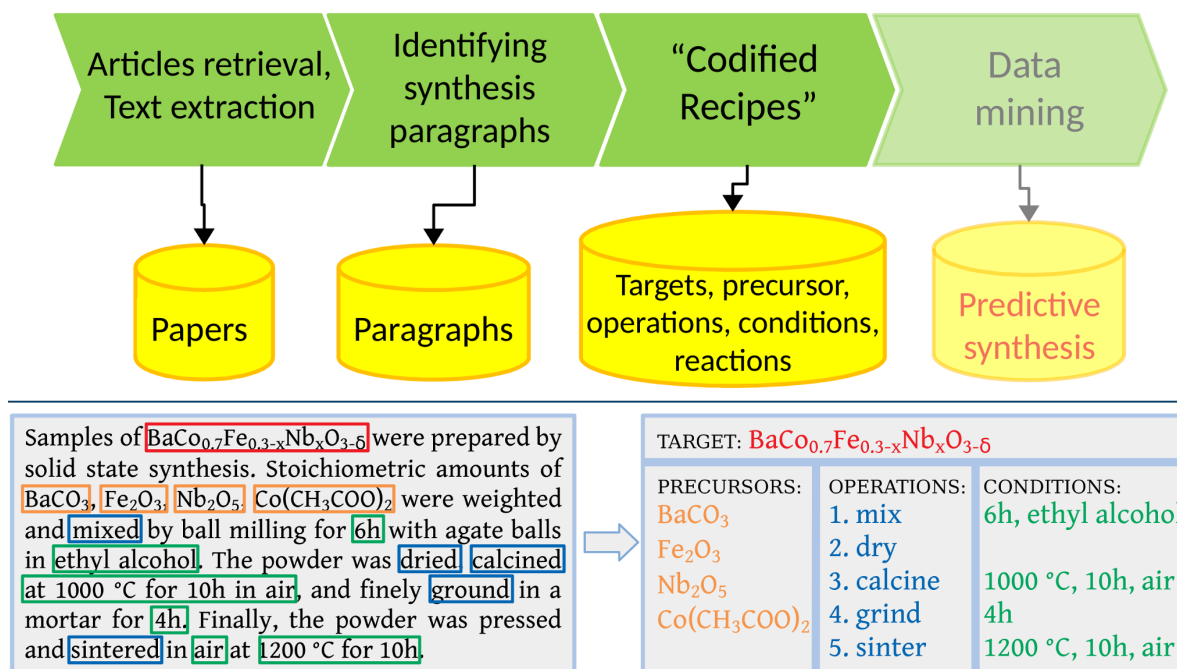 Articles retrieval,
Text extraction
Identifying
synthesis
paragraphs
“Codified
Recipes”
Data
mining
Papers
Paragraphs
Targets, precursor,
operations, conditions,
reactions
Predictive
synthesis
Samples of BaCo₀.₇Fe₀.₃₋ₓNbₓO₃₋δ were prepared by
solid state synthesis. Stoichiometric amounts of
BaCO₃, Fe₂O₃, Nb₂O₅, Co(CH₃COO)₂ were weighted
and mixed by ball milling for 6h with agate balls
in ethyl alcohol. The powder was dried, calcined
at 1000 °C for 10h in air, and finely ground in a
mortar for 4h. Finally, the powder was pressed
and sintered in air at 1200 °C for 10h.
TARGET: BaCo₀.₇Fe₀.₃₋ₓNbₓO₃₋δ
PRECURSORS:
BaCO₃
Fe₂O₃
Nb₂O₅
Co(CH₃COO)₂
OPERATIONS:
1. mix
2. dry
3. calcine
4. grind
5. sinter
CONDITIONS:
6h, ethyl alcohol
1000 °C, 10h, air
4h
1200 °C, 10h, air